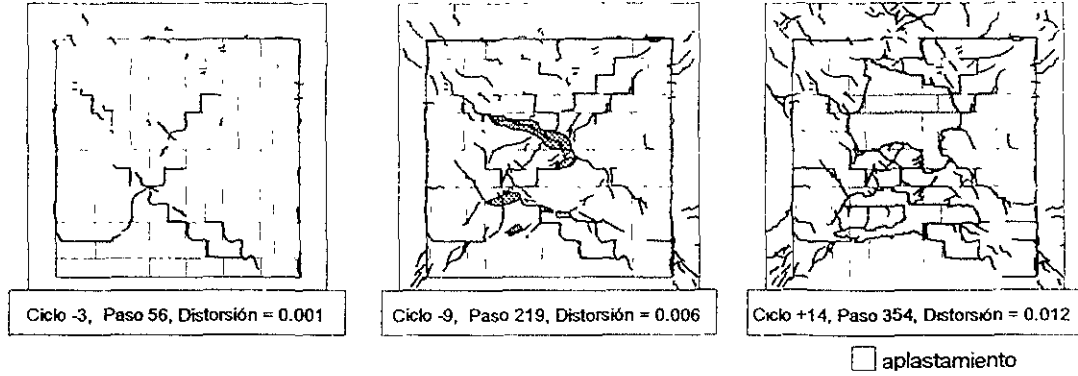 Ciclo -3, Paso 56, Distorsión = 0.001
Ciclo -9, Paso 219, Distorsión = 0.006
Ciclo +14, Paso 354, Distorsión = 0.012
aplastamiento